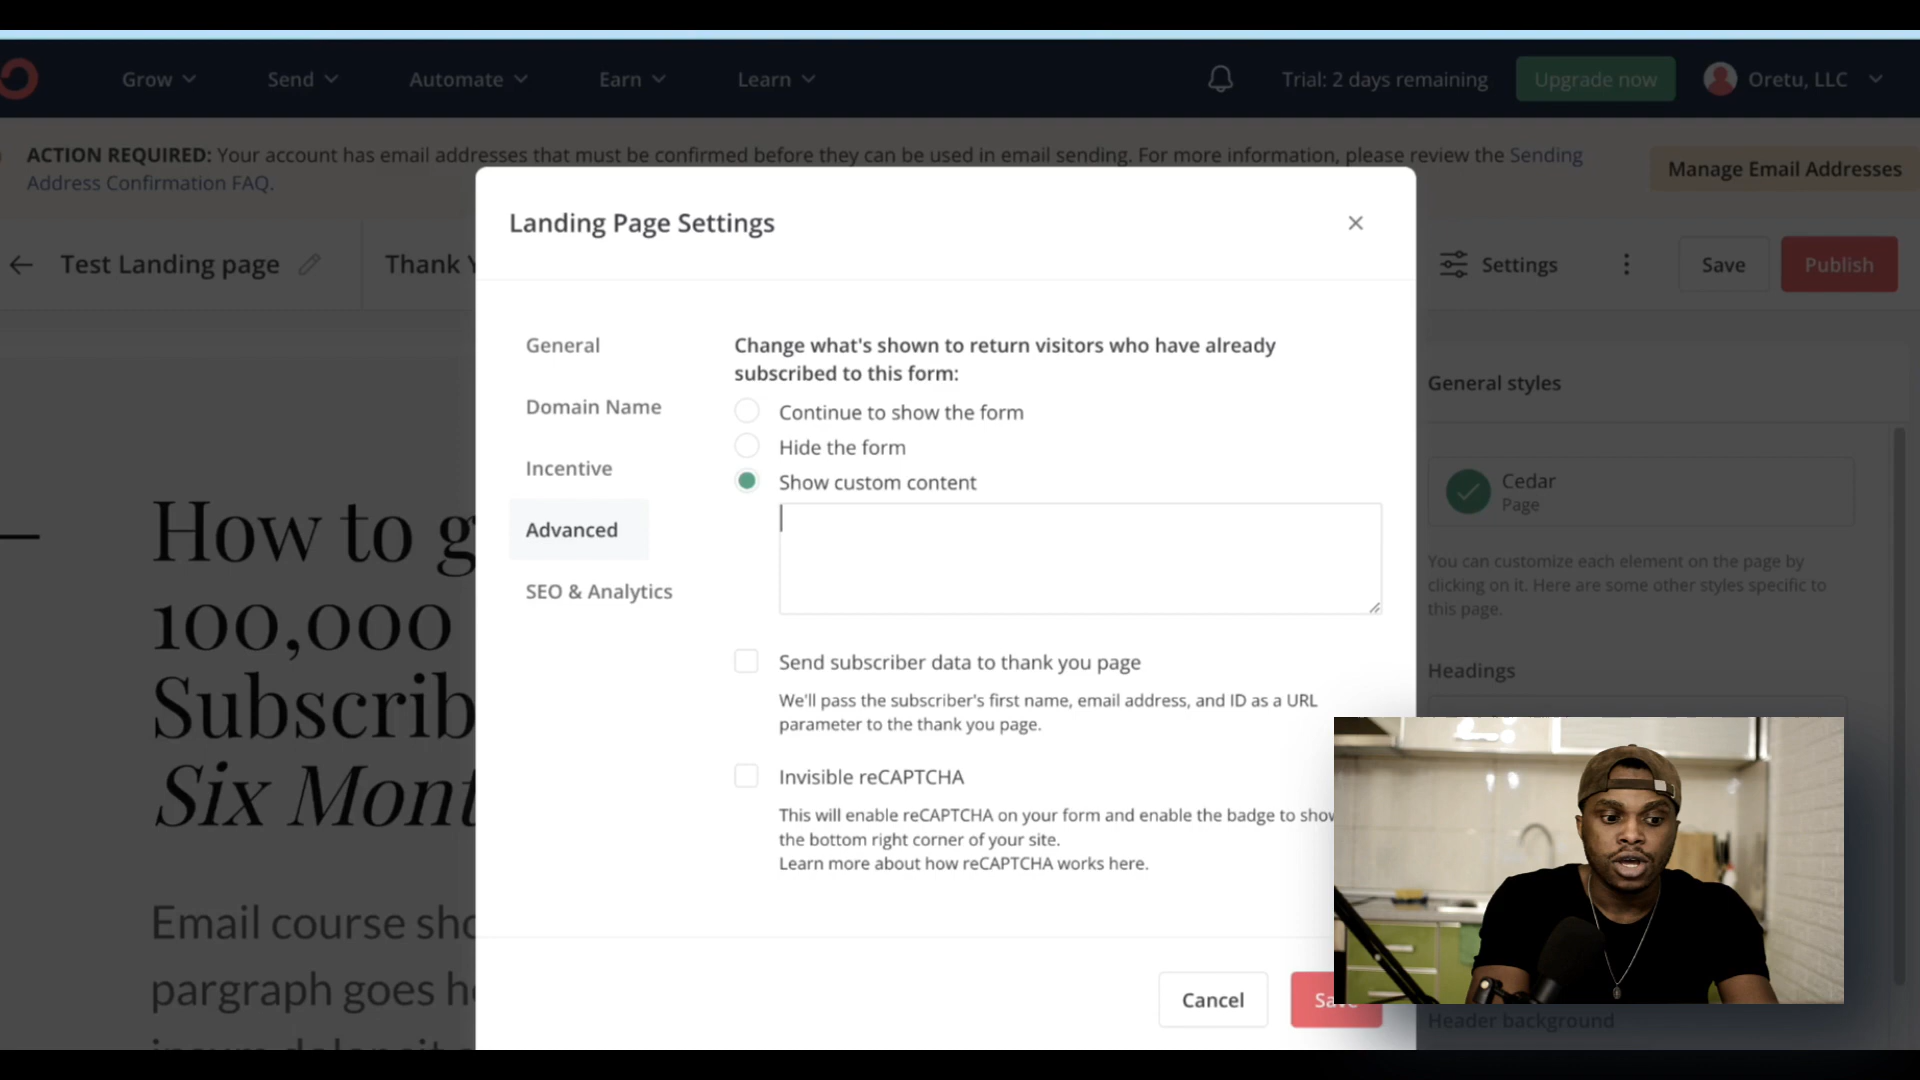 Grow
Send
Automate
Earn
Learn
Trial: 2 days remaining
Upgrade now
Oretu, LLC
ACTION REQUIRED: Your account has email addresses that must be confirmed before they can be used in email sending. For more information, please review the Sending
Address Confirmation FAQ.
Manage Email Addresses
Test Landing page
Thank Y
Settings
Save
Publish
Landing Page Settings
General
Domain Name
Incentive
Advanced
SEO & Analytics
Change what's shown to return visitors who have already
subscribed to this form:
Continue to show the form
Hide the form
Show custom content
Send subscriber data to thank you page
We'll pass the subscriber's first name, email address, and ID as a URL
parameter to the thank you page.
Invisible reCAPTCHA
This will enable reCAPTCHA on your form and enable the badge to show
the bottom right corner of your site.
Learn more about how reCAPTCHA works here.
Cancel
Save
How to g
100,000
Subscrib
Six Mont
Email course sho
pargraph goes he
General styles
Cedar
Page
You can customize each element on the page by
clicking on it. Here are some other styles specific to
this page.
Headings
Header background